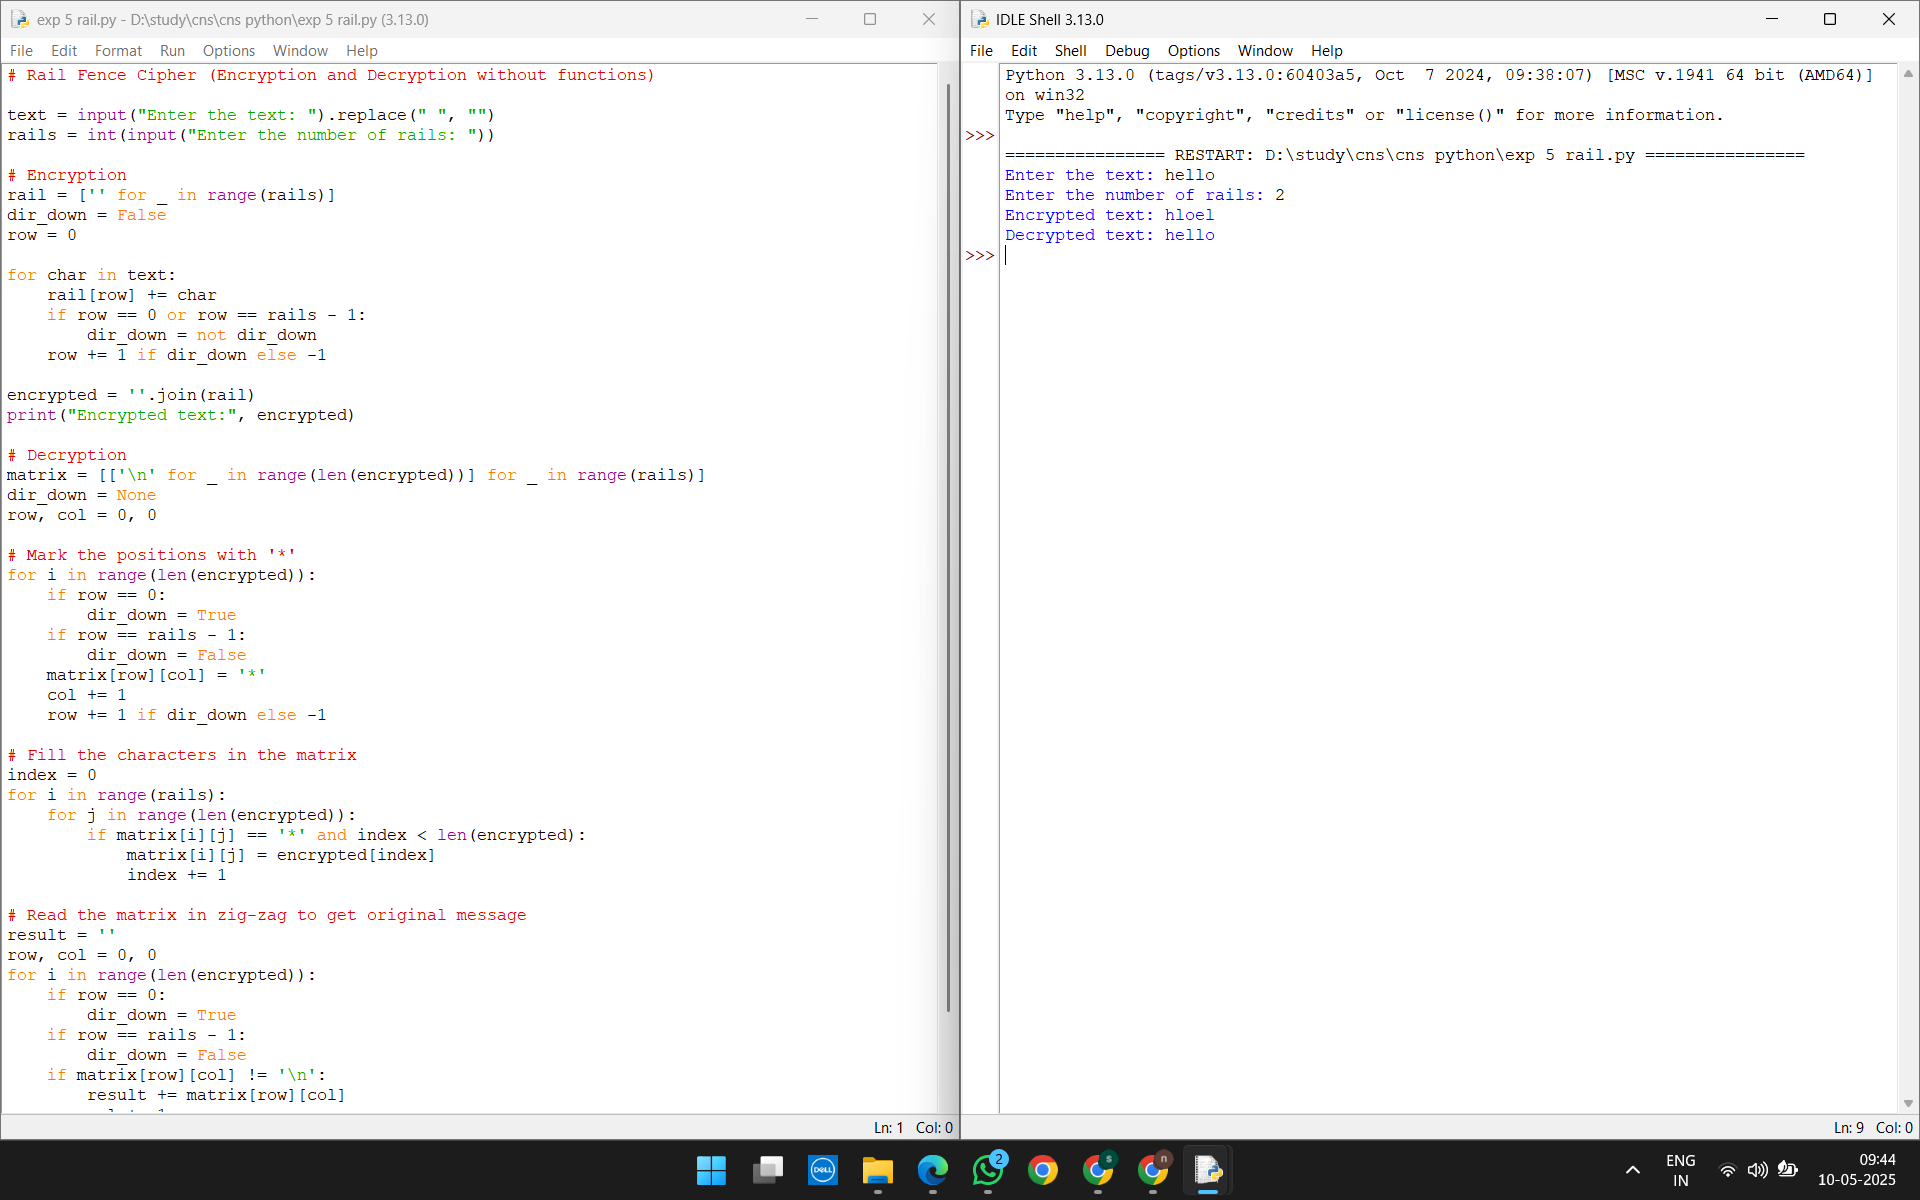 exp 5 rail.py - D:\study\cns\cns python\exp 5 rail.py (3.13.0)
File Edit Format Run Options Window Help
# Rail Fence Cipher (Encryption and Decryption without functions)

text = input("Enter the text: ").replace(" ", "")
rails = int(input("Enter the number of rails: "))

# Encryption
rail = ['' for _ in range(rails)]
dir_down = False
row = 0

for char in text:
    rail[row] += char
    if row == 0 or row == rails - 1:
        dir_down = not dir_down
    row += 1 if dir_down else -1

encrypted = ''.join(rail)
print("Encrypted text:", encrypted)

# Decryption
matrix = [['\n' for _ in range(len(encrypted))] for _ in range(rails)]
dir_down = None
row, col = 0, 0

# Mark the positions with '*'
for i in range(len(encrypted)):
    if row == 0:
        dir_down = True
    if row == rails - 1:
        dir_down = False
    matrix[row][col] = '*'
    col += 1
    row += 1 if dir_down else -1

# Fill the characters in the matrix
index = 0
for i in range(rails):
    for j in range(len(encrypted)):
        if matrix[i][j] == '*' and index < len(encrypted):
            matrix[i][j] = encrypted[index]
            index += 1

# Read the matrix in zig-zag to get original message
result = ''
row, col = 0, 0
for i in range(len(encrypted)):
    if row == 0:
        dir_down = True
    if row == rails - 1:
        dir_down = False
    if matrix[row][col] != '\n':
        result += matrix[row][col]
Ln: 1 Col: 0
IDLE Shell 3.13.0
File Edit Shell Debug Options Window Help
Python 3.13.0 (tags/v3.13.0:60403a5, Oct  7 2024, 09:38:07) [MSC v.1941 64 bit (AMD64)]
on win32
Type "help", "copyright", "credits" or "license()" for more information.
>>>
================ RESTART: D:\study\cns\cns python\exp 5 rail.py ================
Enter the text: hello
Enter the number of rails: 2
Encrypted text: hloel
Decrypted text: hello
>>>
Ln: 9 Col: 0
DELL
2
s
n
ENG
IN
09:44
10-05-2025